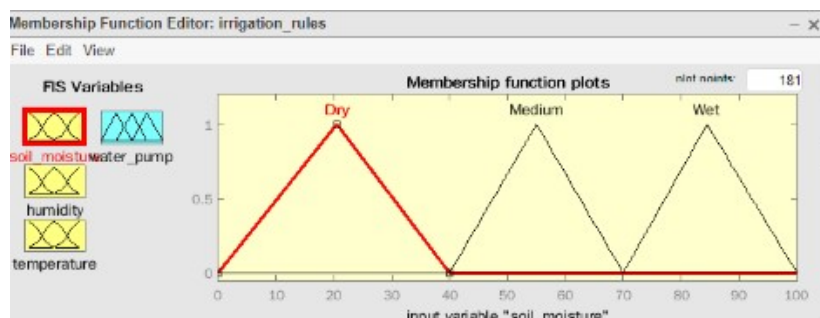 Membership Function Editor: irrigation_rules
File Edit View
FIS Variables
Membership function plots
plot points:
181
soil_moisture
water_pump
humidity
temperature
Dry
Medium
Wet
1
0.5
0
0 10 20 30 40 50 60 70 80 90 100
input variable "soil_moisture"